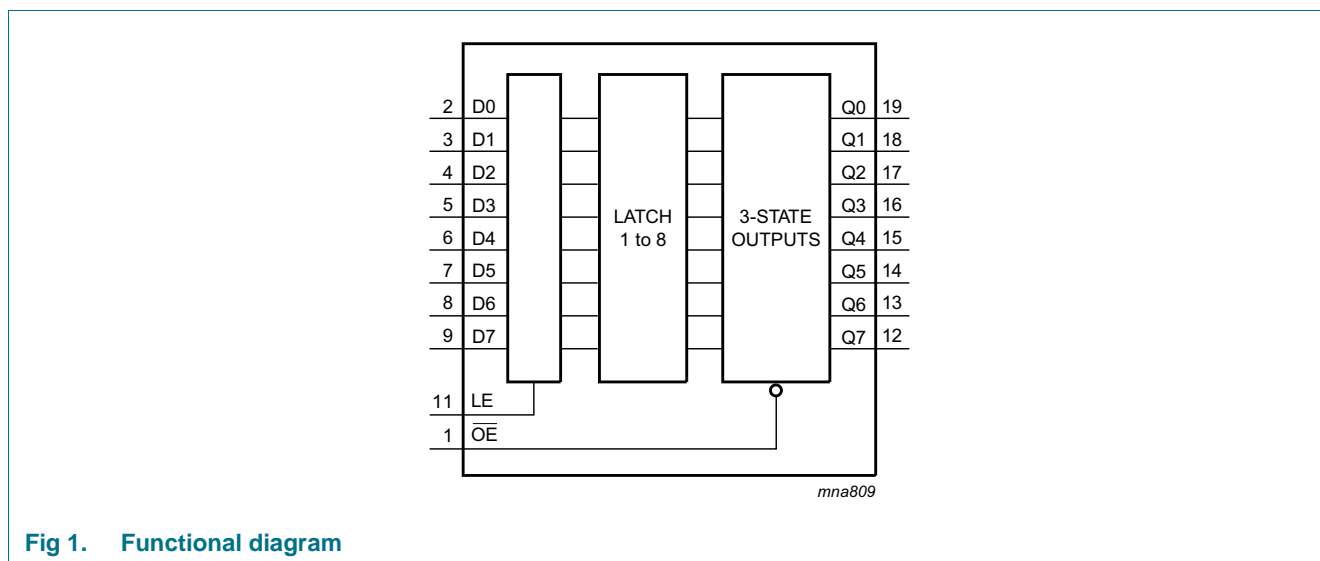 2 D0 Q0 19
3 D1 Q1 18
4 D2 Q2 17
5 D3 LATCH 3-STATE Q3 16
6 D4 1 to 8 OUTPUTS Q4 15
7 D5 Q5 14
8 D6 Q6 13
9 D7 Q7 12
11 LE
1 O̅E̅
mna809
Fig 1. Functional diagram